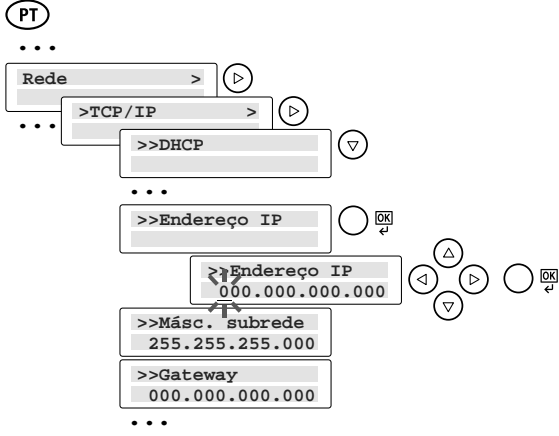 PT
...
Rede >
>TCP/IP >
...
>>DHCP
...
>>Endereço IP
OK
>>Endereço IP
000.000.000.000
OK
>>Másc. subrede
255.255.255.000
>>Gateway
000.000.000.000
...